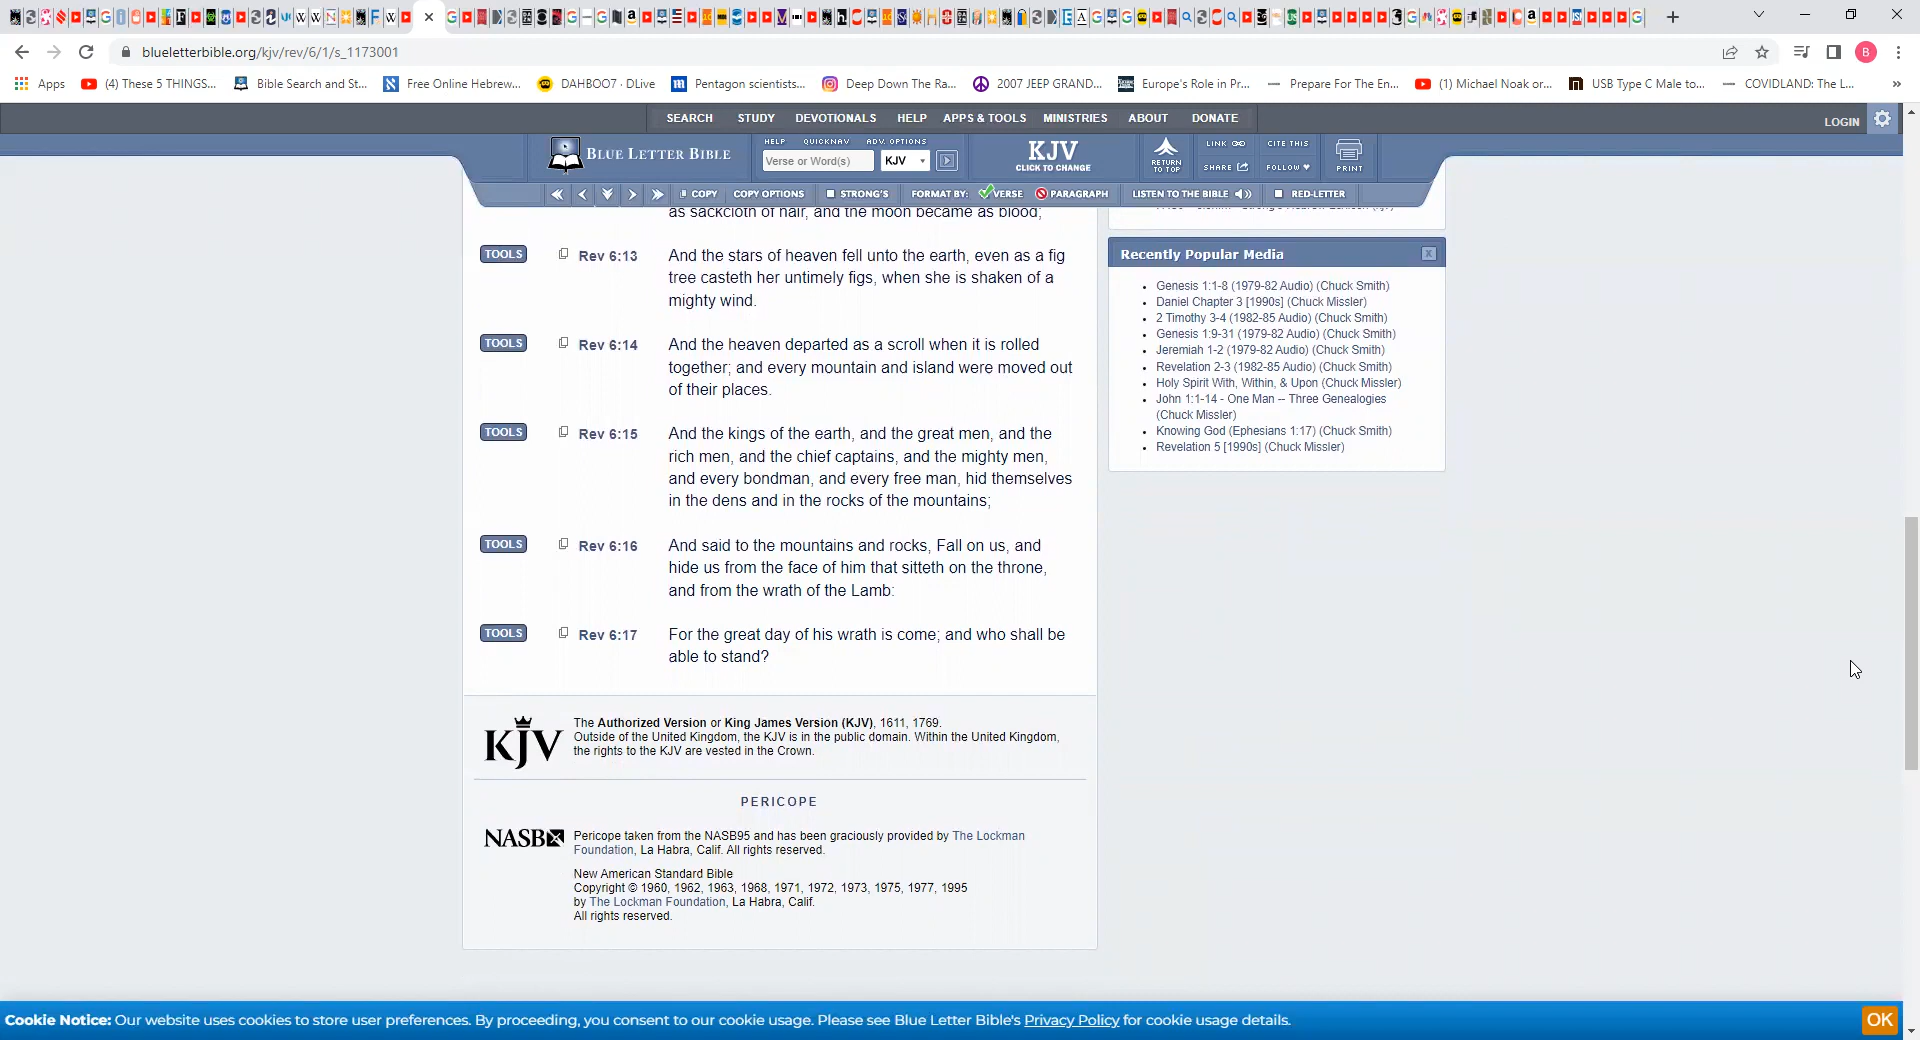 blueletterbible.org/kjv/rev/6/1/s_1173001
B
Apps
(4) These 5 THINGS...
Bible Search and St...
Free Online Hebrew...
DAHBOO7 · DLive
Pentagon scientists...
Deep Down The Ra...
2007 JEEP GRAND...
Europe's Role in Pr...
Prepare For The En...
(1) Michael Noak or...
USB Type C Male to...
COVIDLAND: The L...
»
SEARCH STUDY DEVOTIONALS HELP APPS & TOOLS MINISTRIES ABOUT DONATE
LOGIN
BLUE LETTER BIBLE
HELP QUICKNAV ADV. OPTIONS
Verse or Word(s)
KJV
KJV
CLICK TO CHANGE
RETURN
TO TOP
LINK
CITE THIS
SHARE
FOLLOW
PRINT
COPY COPY OPTIONS STRONG'S FORMAT BY: VERSE PARAGRAPH LISTEN TO THE BIBLE RED-LETTER
as sackcloth of hair, and the moon became as blood;
TOOLS Rev 6:13 And the stars of heaven fell unto the earth, even as a fig
tree casteth her untimely figs, when she is shaken of a
mighty wind.
TOOLS Rev 6:14 And the heaven departed as a scroll when it is rolled
together; and every mountain and island were moved out
of their places.
TOOLS Rev 6:15 And the kings of the earth, and the great men, and the
rich men, and the chief captains, and the mighty men,
and every bondman, and every free man, hid themselves
in the dens and in the rocks of the mountains;
TOOLS Rev 6:16 And said to the mountains and rocks, Fall on us, and
hide us from the face of him that sitteth on the throne,
and from the wrath of the Lamb:
TOOLS Rev 6:17 For the great day of his wrath is come; and who shall be
able to stand?
KJV
The Authorized Version or King James Version (KJV), 1611, 1769.
Outside of the United Kingdom, the KJV is in the public domain. Within the United Kingdom,
the rights to the KJV are vested in the Crown.
PERICOPE
NASB
Pericope taken from the NASB95 and has been graciously provided by The Lockman
Foundation, La Habra, Calif. All rights reserved.
New American Standard Bible
Copyright © 1960, 1962, 1963, 1968, 1971, 1972, 1973, 1975, 1977, 1995
by The Lockman Foundation, La Habra, Calif.
All rights reserved.
Recently Popular Media
Genesis 1:1-8 (1979-82 Audio) (Chuck Smith)
Daniel Chapter 3 [1990s] (Chuck Missler)
2 Timothy 3-4 (1982-85 Audio) (Chuck Smith)
Genesis 1:9-31 (1979-82 Audio) (Chuck Smith)
Jeremiah 1-2 (1979-82 Audio) (Chuck Smith)
Revelation 2-3 (1982-85 Audio) (Chuck Smith)
Holy Spirit With, Within, & Upon (Chuck Missler)
John 1:1-14 - One Man -- Three Genealogies
(Chuck Missler)
Knowing God (Ephesians 1:17) (Chuck Smith)
Revelation 5 [1990s] (Chuck Missler)
Cookie Notice: Our website uses cookies to store user preferences. By proceeding, you consent to our cookie usage. Please see Blue Letter Bible's Privacy Policy for cookie usage details.
OK